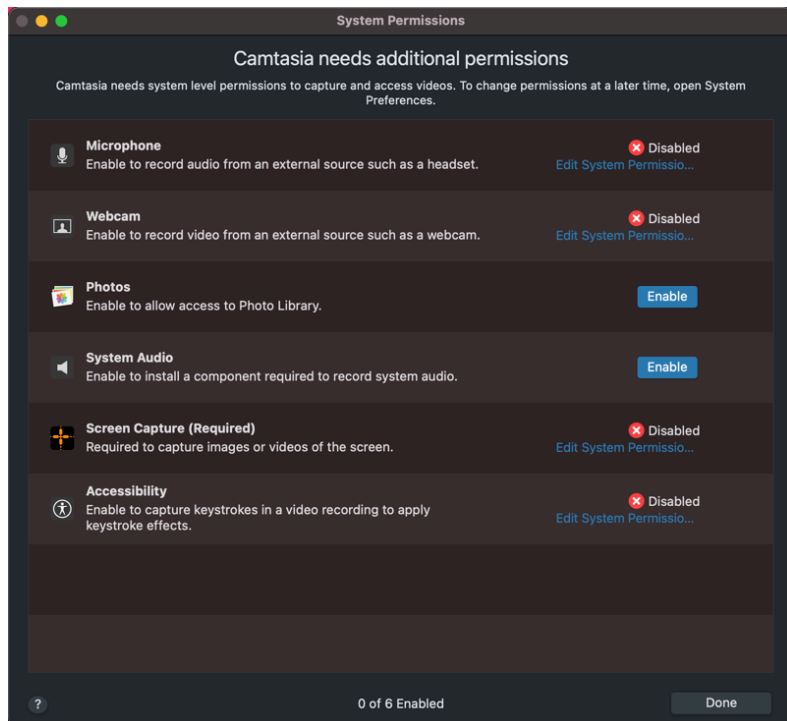 System Permissions
Camtasia needs additional permissions
Camtasia needs system level permissions to capture and access videos. To change permissions at a later time, open System
Preferences.
Microphone
Enable to record audio from an external source such as a headset.
Disabled
Edit System Permissio...
Webcam
Enable to record video from an external source such as a webcam.
Disabled
Edit System Permissio...
Photos
Enable to allow access to Photo Library.
Enable
System Audio
Enable to install a component required to record system audio.
Enable
Screen Capture (Required)
Required to capture images or videos of the screen.
Disabled
Edit System Permissio...
Accessibility
Enable to capture keystrokes in a video recording to apply
keystroke effects.
Disabled
Edit System Permissio...
?
0 of 6 Enabled
Done